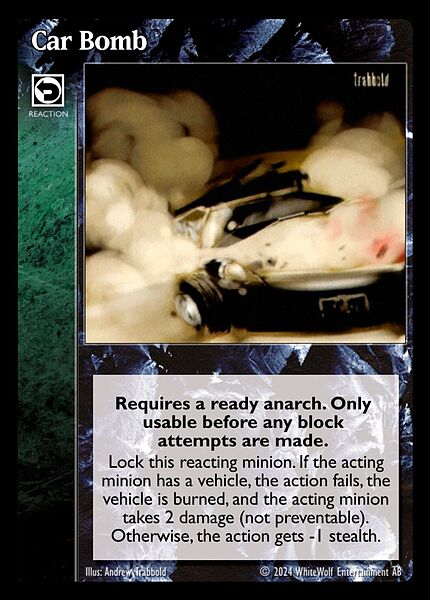 Car Bomb
REACTION
trabbold
Requires a ready anarch. Only
usable before any block
attempts are made.
Lock this reacting minion. If the acting
minion has a vehicle, the action fails, the
vehicle is burned, and the acting minion
takes 2 damage (not preventable).
Otherwise, the action gets -1 stealth.
Illus: Andrew Trabbold
© 2024 WhiteWolf Entertainment AB